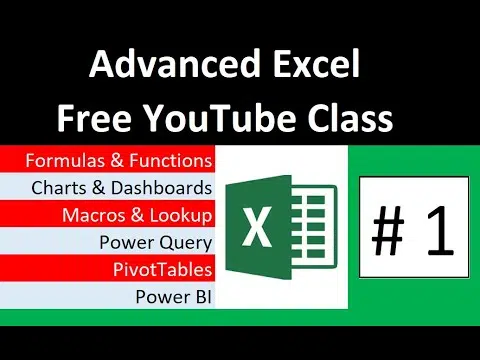 Advanced Excel
Free YouTube Class
Formulas & Functions
Charts & Dashboards
Macros & Lookup
Power Query
PivotTables
Power BI
X
# 1